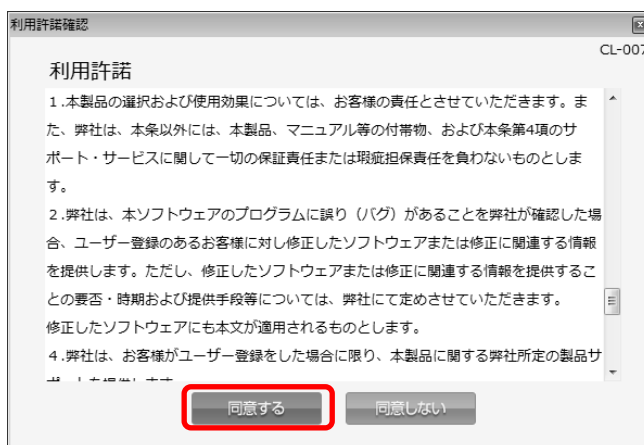 利用許諾確認
CL-007
利用許諾
1.本製品の選択および使用効果については、お客様の責任とさせていただきます。ま
た、弊社は、本条以外には、本製品、マニュアル等の付帯物、および本条第4項のサ
ポート・サービスに関して一切の保証責任または瑕疵担保責任を負わないものとしま
す。
2.弊社は、本ソフトウェアのプログラムに誤り（バグ）があることを弊社が確認した場
合、ユーザー登録のあるお客様に対し修正したソフトウェアまたは修正に関連する情報
を提供します。ただし、修正したソフトウェアまたは修正に関連する情報を提供するこ
との要否・時期および提供手段等については、弊社にて定めさせていただきます。
修正したソフトウェアにも本文が適用されるものとします。
4.弊社は、お客様がユーザー登録をした場合に限り、本製品に関する弊社所定の製品サ
同意する
同意しない